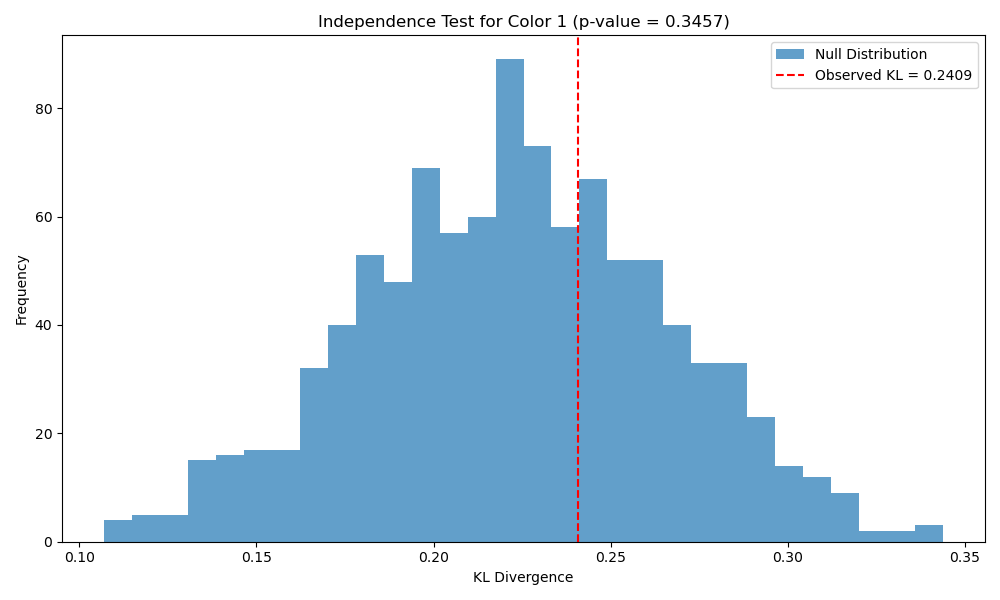 Independence Test for Color 1 (p-value = 0.3457)
Null Distribution
Observed KL = 0.2409
Frequency
80
60
40
20
0
0.10 0.15 0.20 0.25 0.30 0.35
KL Divergence